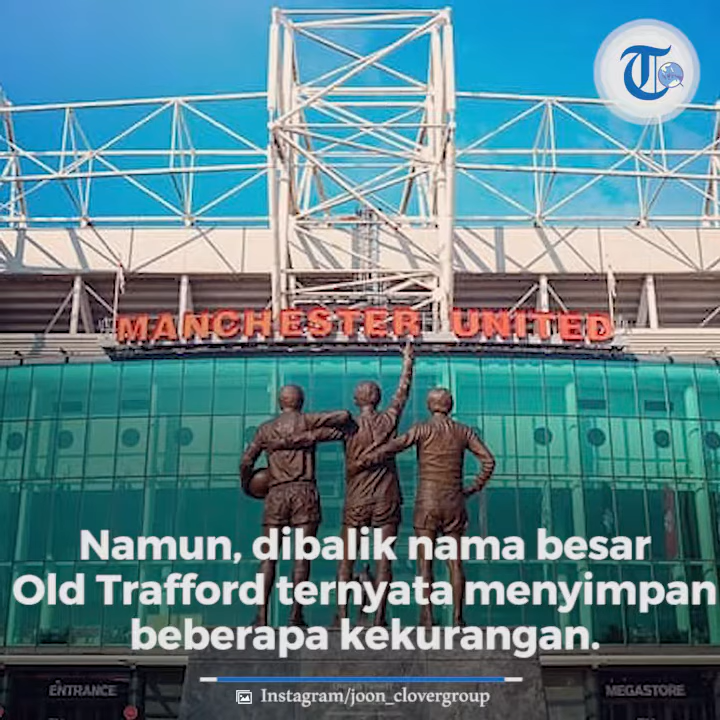 T
MANCHESTER UNITED
Namun, dibalik nama besar
Old Trafford ternyata menyimpan
beberapa kekurangan.
Instagram/joon_clovergroup
ENTRANCE
MEGASTORE